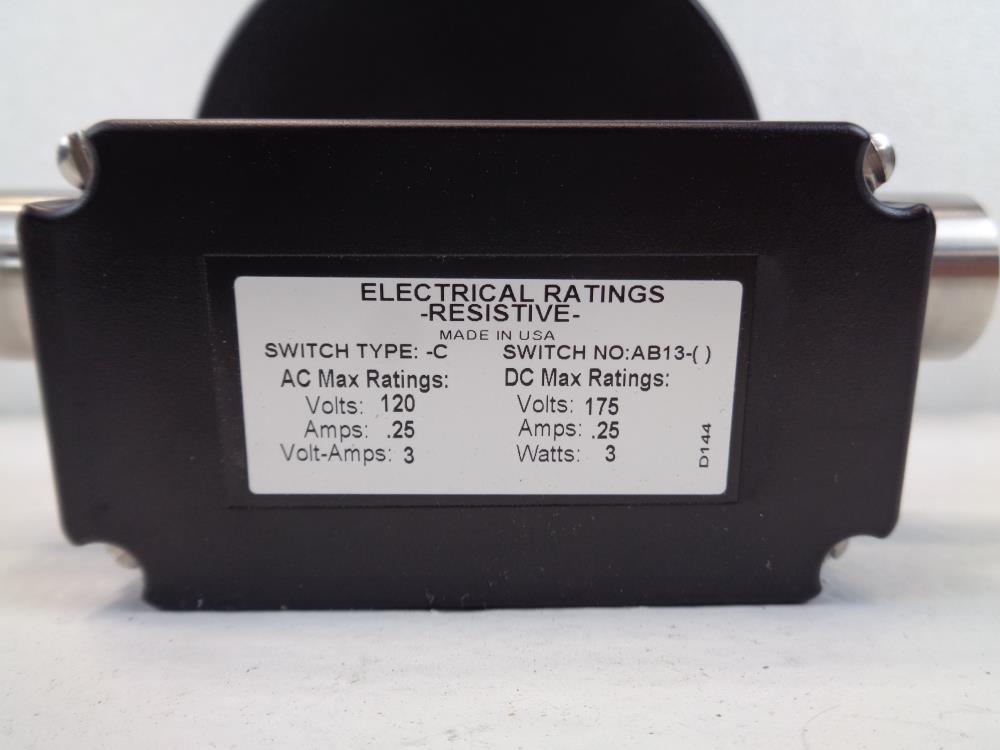 ELECTRICAL RATINGS
-RESISTIVE-
MADE IN USA
SWITCH TYPE: -C SWITCH NO:AB13-( )
AC Max Ratings: DC Max Ratings:
Volts: 120 Volts: 175
Amps: .25 Amps: .25
Volt-Amps: 3 Watts: 3
D144